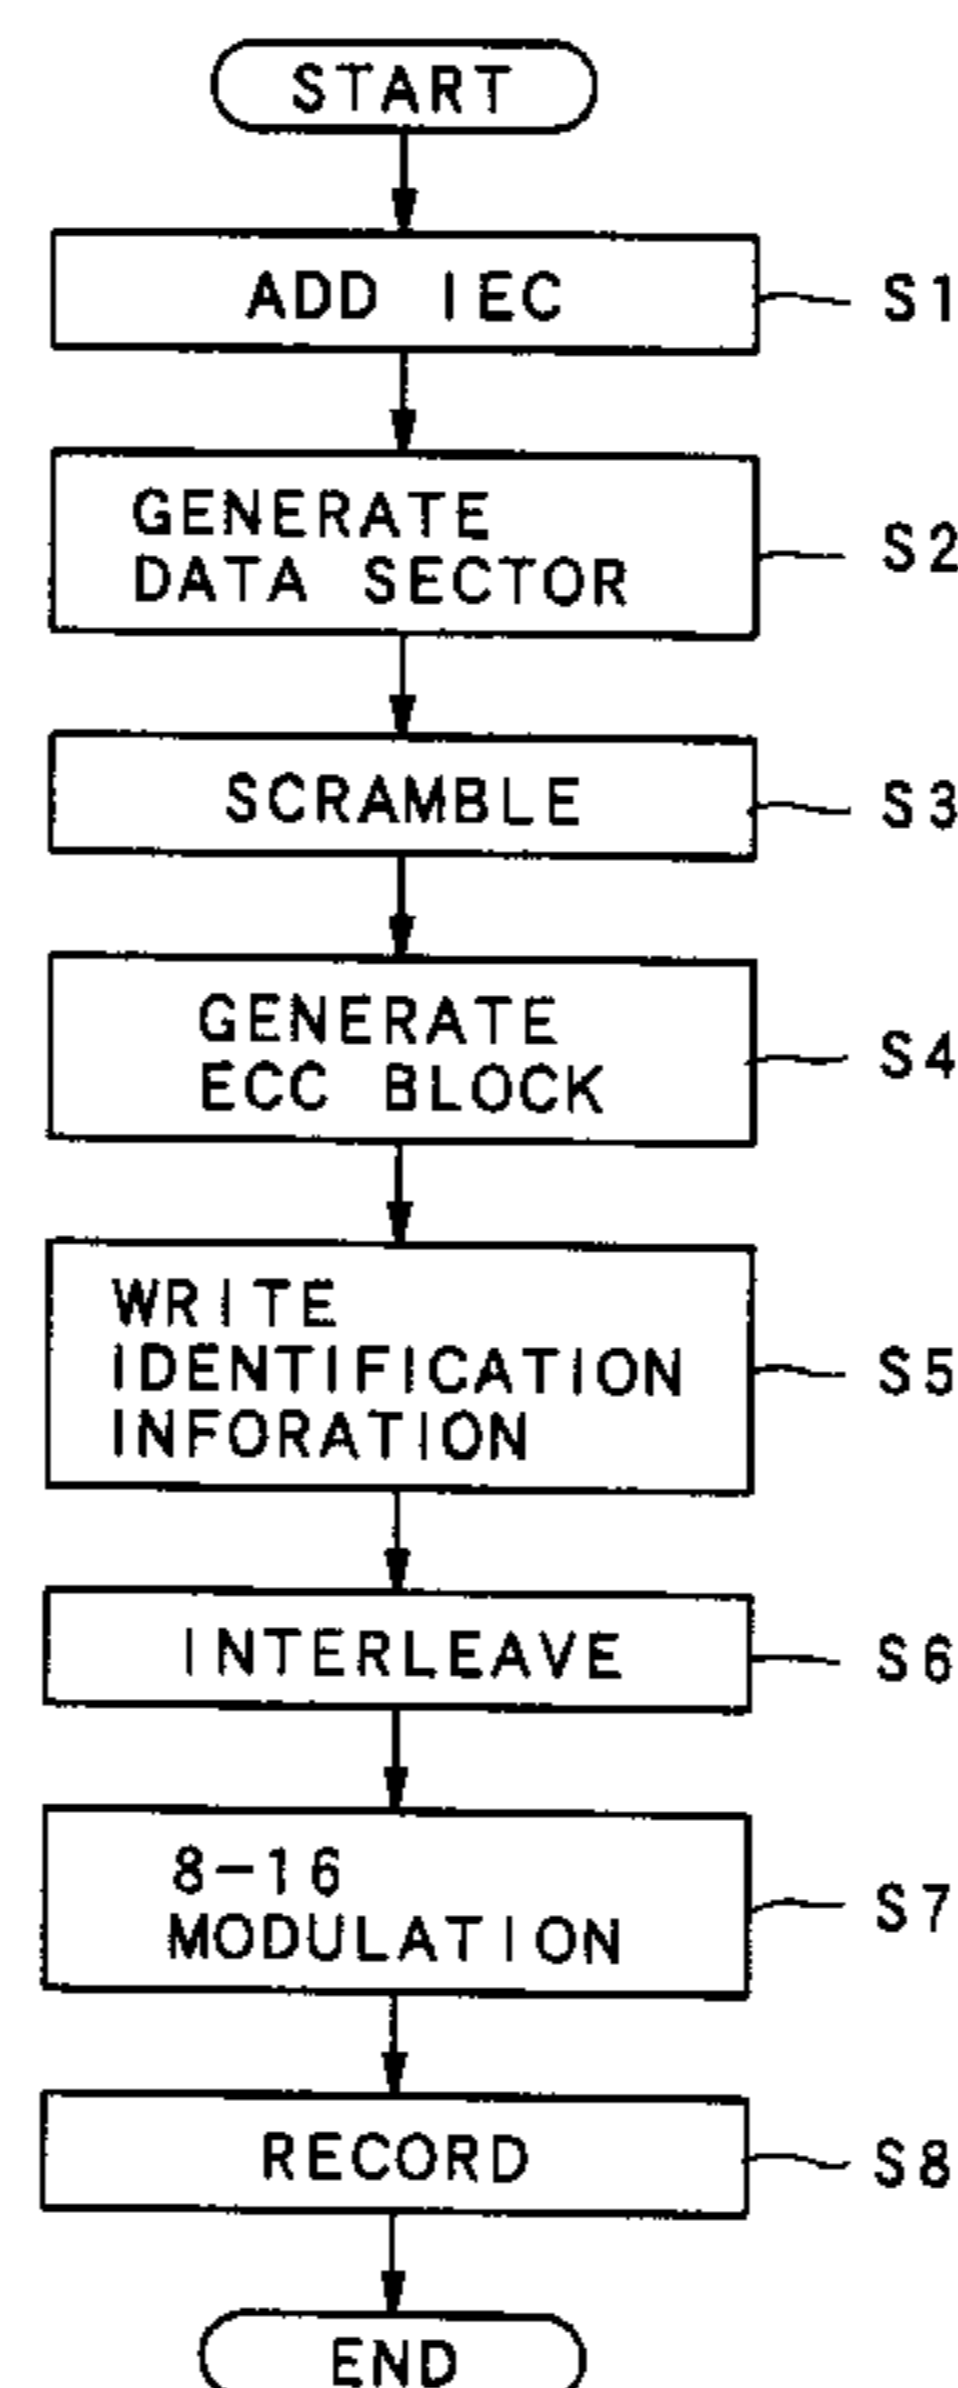 START
ADD IEC
S1
GENERATE
DATA SECTOR
S2
SCRAMBLE
S3
GENERATE
ECC BLOCK
S4
WRITE
IDENTIFICATION
INFORATION
S5
INTERLEAVE
S6
8-16
MODULATION
S7
RECORD
S8
END